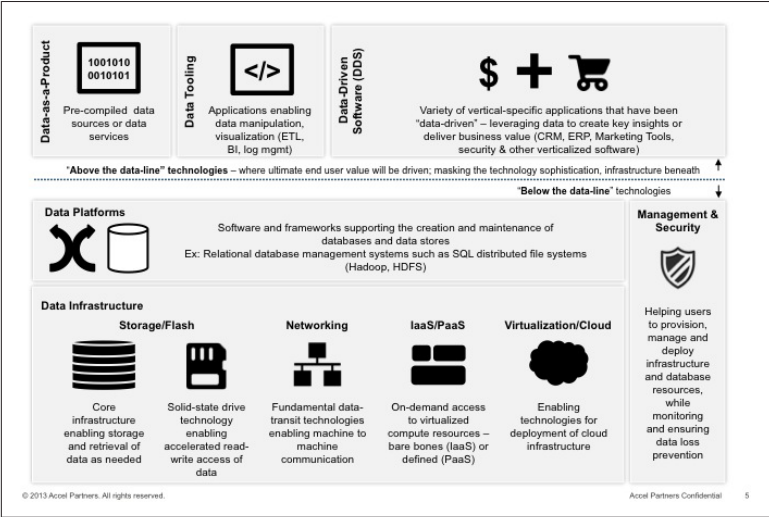 Data-as-a-Product
1001010
0010101
Pre-compiled data
sources or data
services
Data Tooling
</>
Applications enabling
data manipulation,
visualization (ETL,
BI, log mgmt)
Data-Driven
Software (DDS)
$
Variety of vertical-specific applications that have been
"data-driven" – leveraging data to create key insights or
deliver business value (CRM, ERP, Marketing Tools,
security & other verticalized software)
"Above the data-line" technologies – where ultimate end user value will be driven; masking the technology sophistication, infrastructure beneath
"Below the data-line" technologies
Data Platforms
Software and frameworks supporting the creation and maintenance of
databases and data stores
Ex: Relational database management systems such as SQL distributed file systems
(Hadoop, HDFS)
Management &
Security
Helping users
to provision,
manage and
deploy
infrastructure
and database
resources,
while
monitoring
and ensuring
data loss
prevention
Data Infrastructure
Storage/Flash
Core
infrastructure
enabling storage
and retrieval of
data as needed
Solid-state drive
technology
enabling
accelerated read-
write access of
data
Networking
Fundamental data-
transit technologies
enabling machine to
machine
communication
IaaS/PaaS
On-demand access
to virtualized
compute resources –
bare bones (IaaS) or
defined (PaaS)
Virtualization/Cloud
Enabling
technologies for
deployment of cloud
infrastructure
© 2013 Accel Partners. All rights reserved.
Accel Partners Confidential
5